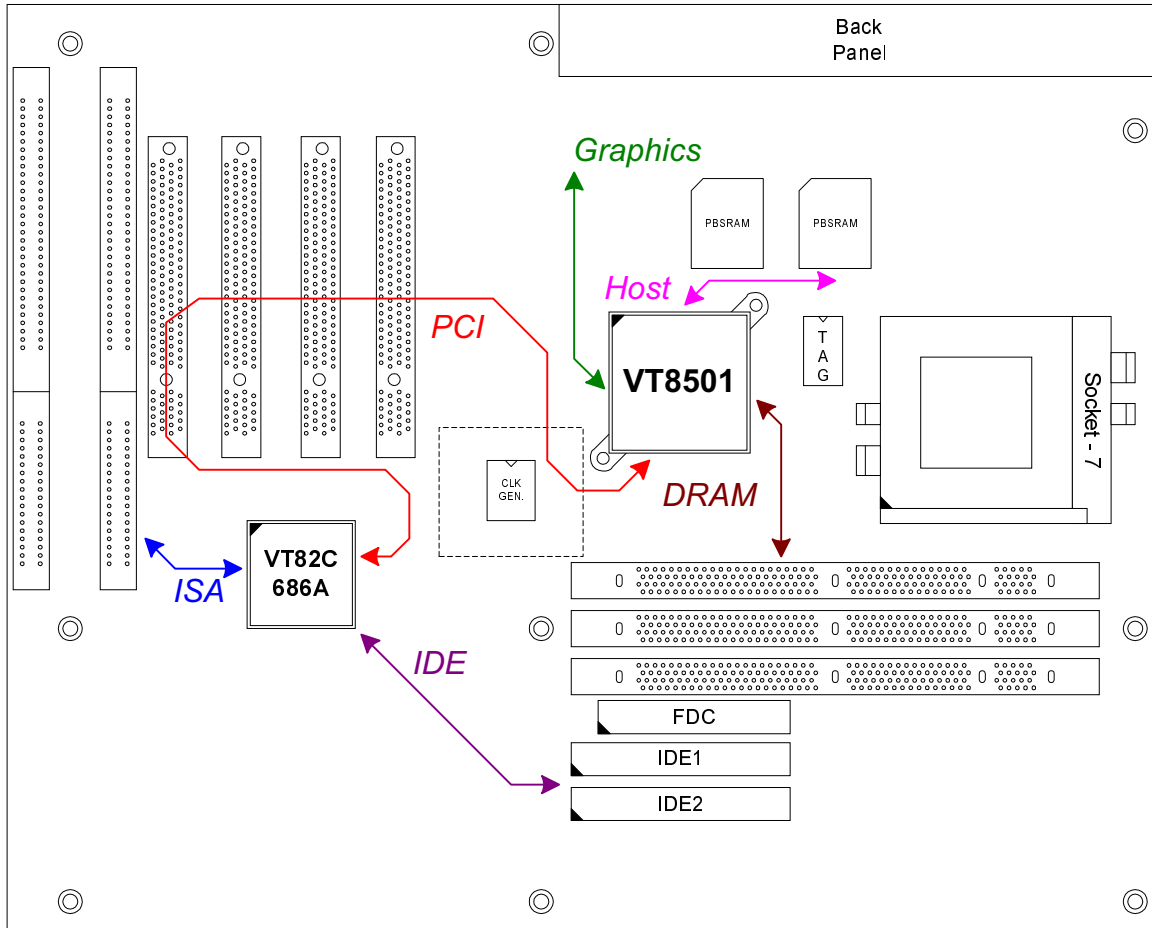 Back
Panel
Graphics
PBSRAM
PBSRAM
Host
PCI
T
A
G
VT8501
Socket - 7
CLK
GEN.
DRAM
VT82C
686A
ISA
IDE
FDC
IDE1
IDE2